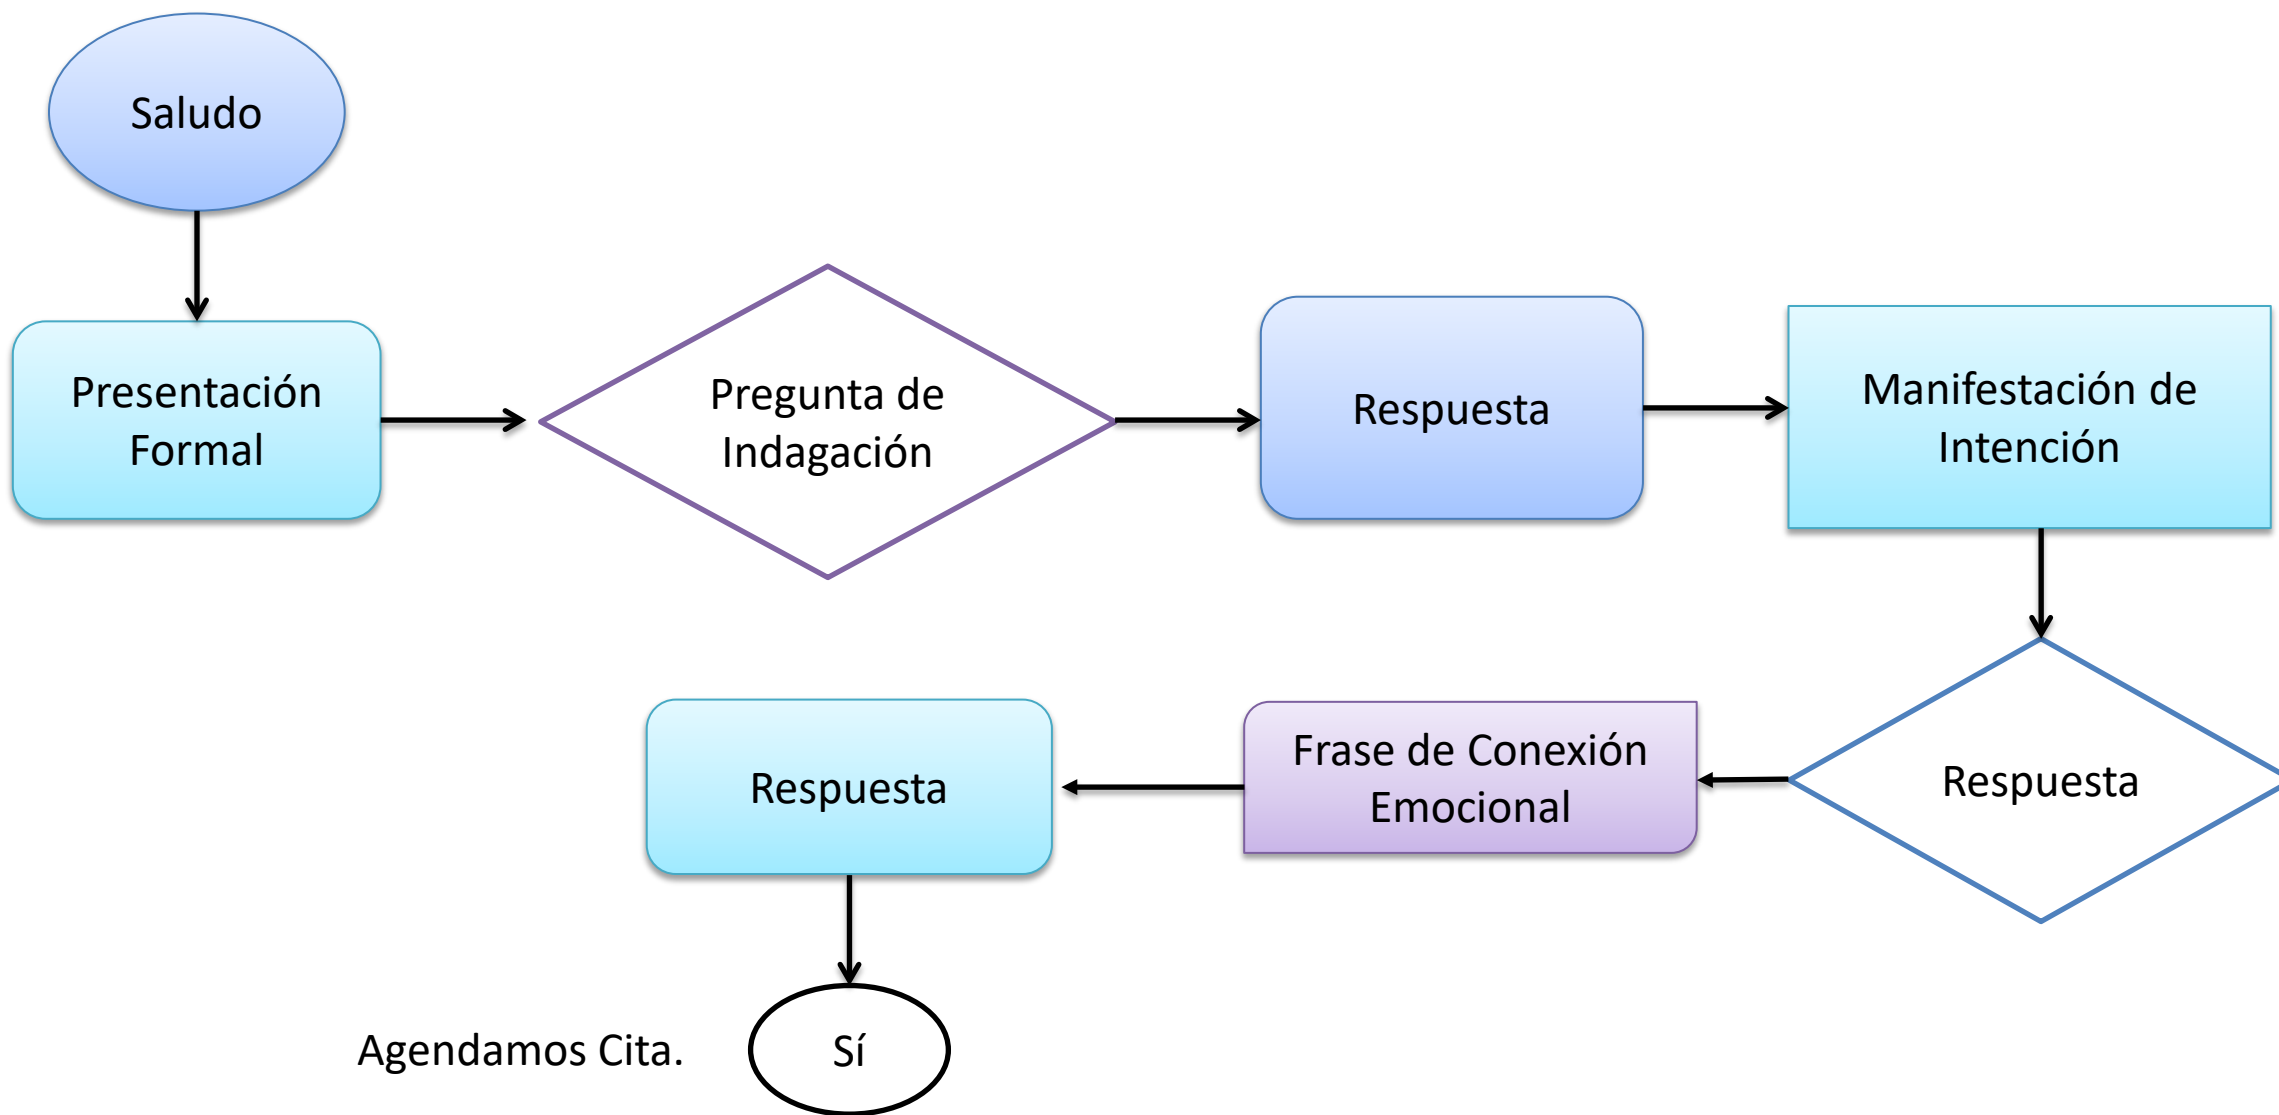 Saludo
Presentación
Formal
Pregunta de
Indagación
Respuesta
Manifestación de
Intención
Respuesta
Frase de Conexión
Emocional
Respuesta
Sí
Agendamos Cita.